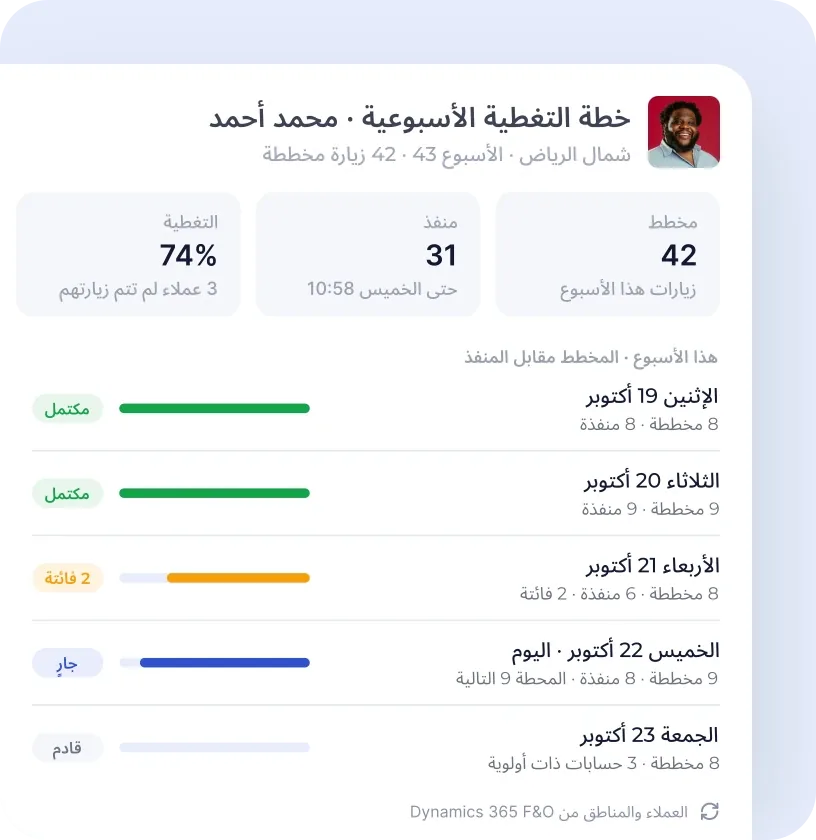 خطة التغطية الأسبوعية · محمد أحمد
شمال الرياض · الأسبوع 43 · 42 زيارة مخططة
مخطط
42
زيارات هذا الأسبوع
منفذ
31
حتى الخميس 10:58
التغطية
74%
3 عملاء لم تتم زيارتهم
هذا الأسبوع · المخطط مقابل المنفذ
الإثنين 19 أكتوبر
8 مخططة · 8 منفذة
مكتمل
الثلاثاء 20 أكتوبر
9 مخططة · 9 منفذة
مكتمل
الأربعاء 21 أكتوبر
8 مخططة · 6 منفذة · 2 فائتة
2 فائتة
الخميس 22 أكتوبر · اليوم
9 مخططة · 8 منفذة · المحطة 9 التالية
جارٍ
الجمعة 23 أكتوبر
8 مخططة · 3 حسابات ذات أولوية
قادم
العملاء والمناطق من Dynamics 365 F&O